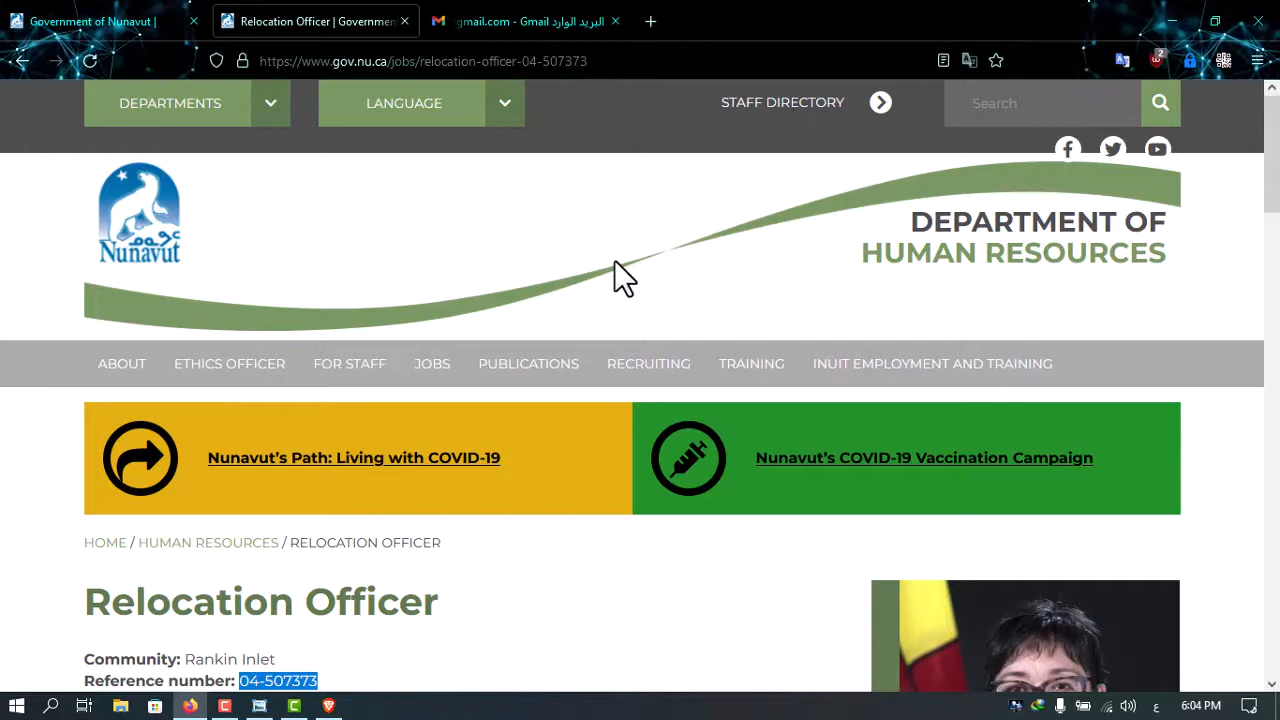 Government of Nunavut |
Relocation Officer | Governmen
gmail.com - Gmail البريد الوارد
https://www.gov.nu.ca/jobs/relocation-officer-04-507373
2
DEPARTMENTS
LANGUAGE
STAFF DIRECTORY
Search
ᓄᓇᕗᑦ
Nunavut
DEPARTMENT OF
HUMAN RESOURCES
ABOUT ETHICS OFFICER FOR STAFF JOBS PUBLICATIONS RECRUITING TRAINING INUIT EMPLOYMENT AND TRAINING
Nunavut’s Path: Living with COVID-19
Nunavut’s COVID-19 Vaccination Campaign
HOME / HUMAN RESOURCES / RELOCATION OFFICER
Relocation Officer
Community: Rankin Inlet
Reference number: 04-507373
ع
6:04 PM